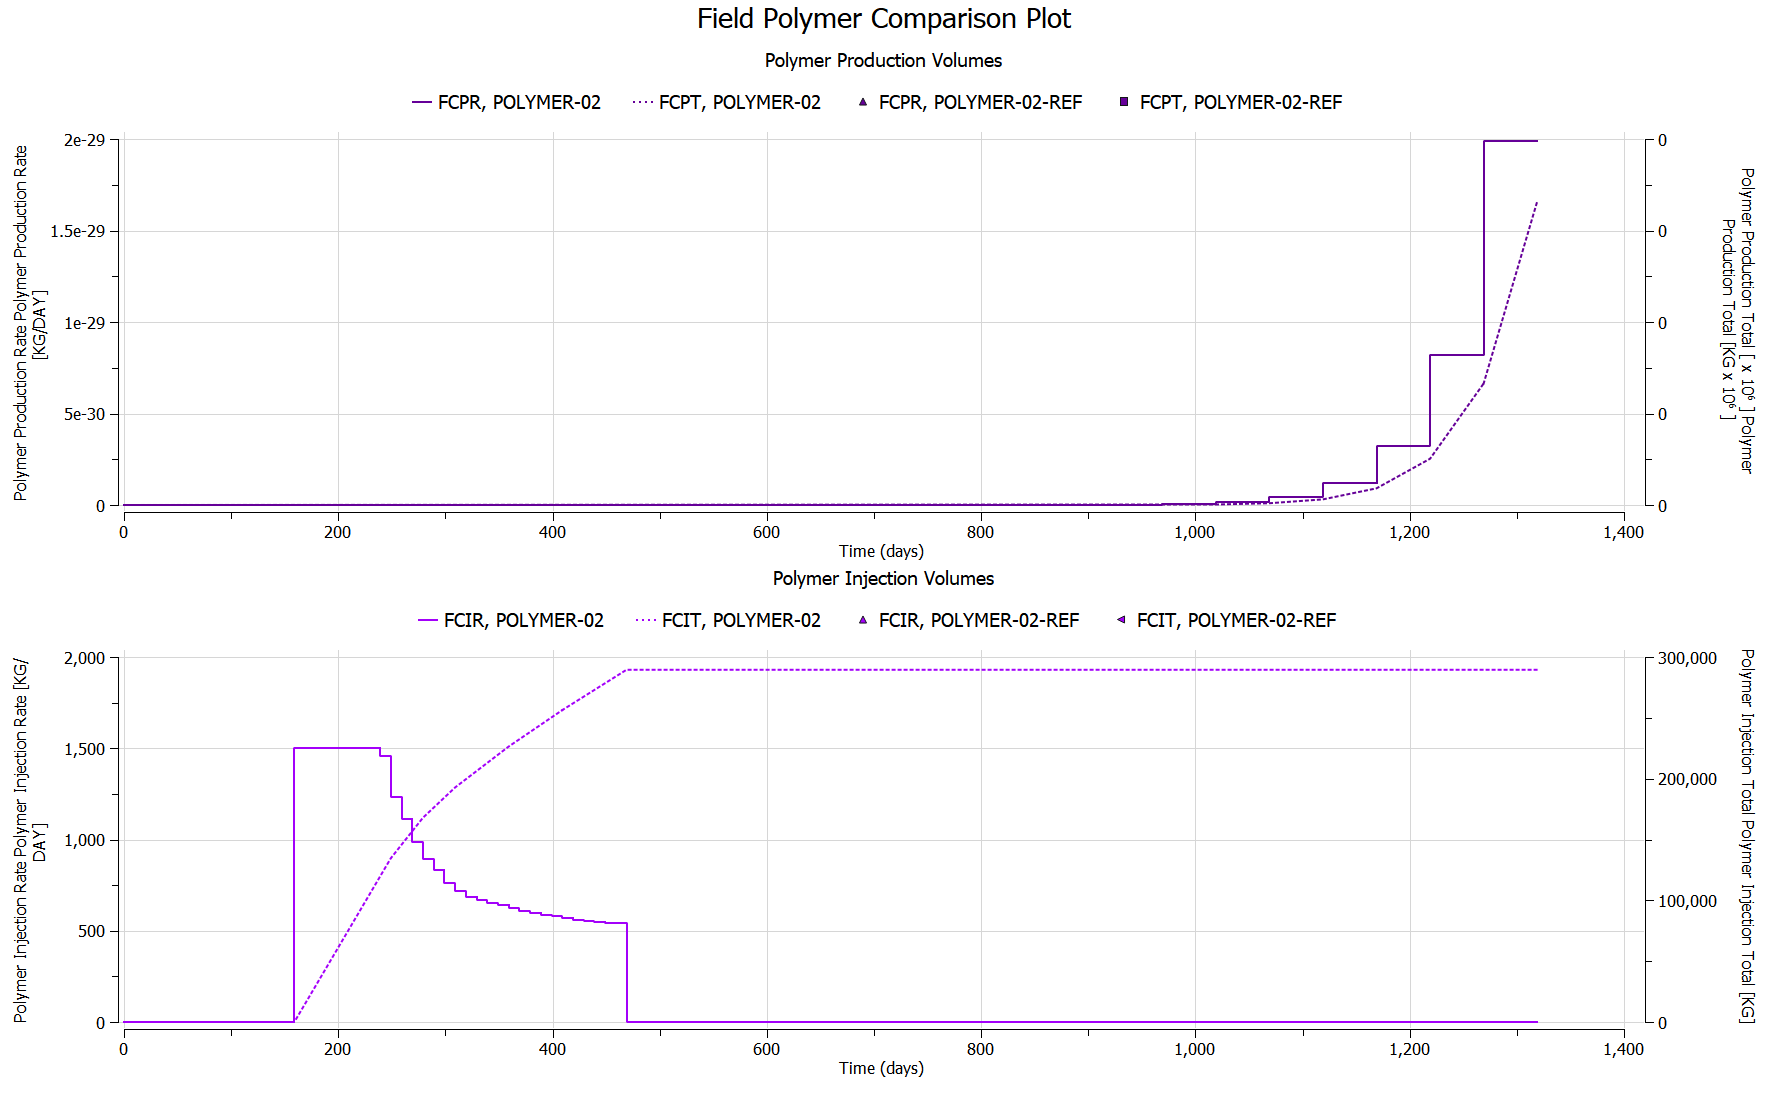 Field Polymer Comparison Plot
Polymer Production Volumes
FCPR, POLYMER-02 FCPT, POLYMER-02 FCPR, POLYMER-02-REF FCPT, POLYMER-02-REF
Polymer Production Rate Polymer Production Rate
[KG/DAY]
2e-29
1.5e-29
1e-29
5e-30
0
0
0
0
0
0
Polymer Production Total [ x 10⁶ ] Polymer
Production Total [KG x 10⁶ ]
0 200 400 600 800 1,000 1,200 1,400
Time (days)
Polymer Injection Volumes
FCIR, POLYMER-02 FCIT, POLYMER-02 FCIR, POLYMER-02-REF FCIT, POLYMER-02-REF
Polymer Injection Rate Polymer Injection Rate [KG/
DAY]
2,000
1,500
1,000
500
0
300,000
200,000
100,000
0
Polymer Injection Total Polymer Injection Total [KG]
0 200 400 600 800 1,000 1,200 1,400
Time (days)